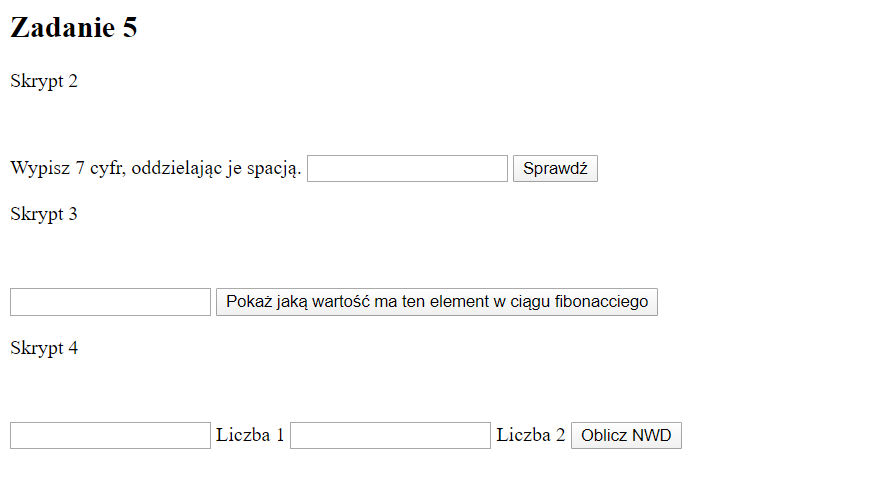 Zadanie 5
Skrypt 2
Wypisz 7 cyfr, oddzielając je spacją. Sprawdź
Skrypt 3
Pokaż jaką wartość ma ten element w ciągu fibonacciego
Skrypt 4
Liczba 1 Liczba 2 Oblicz NWD